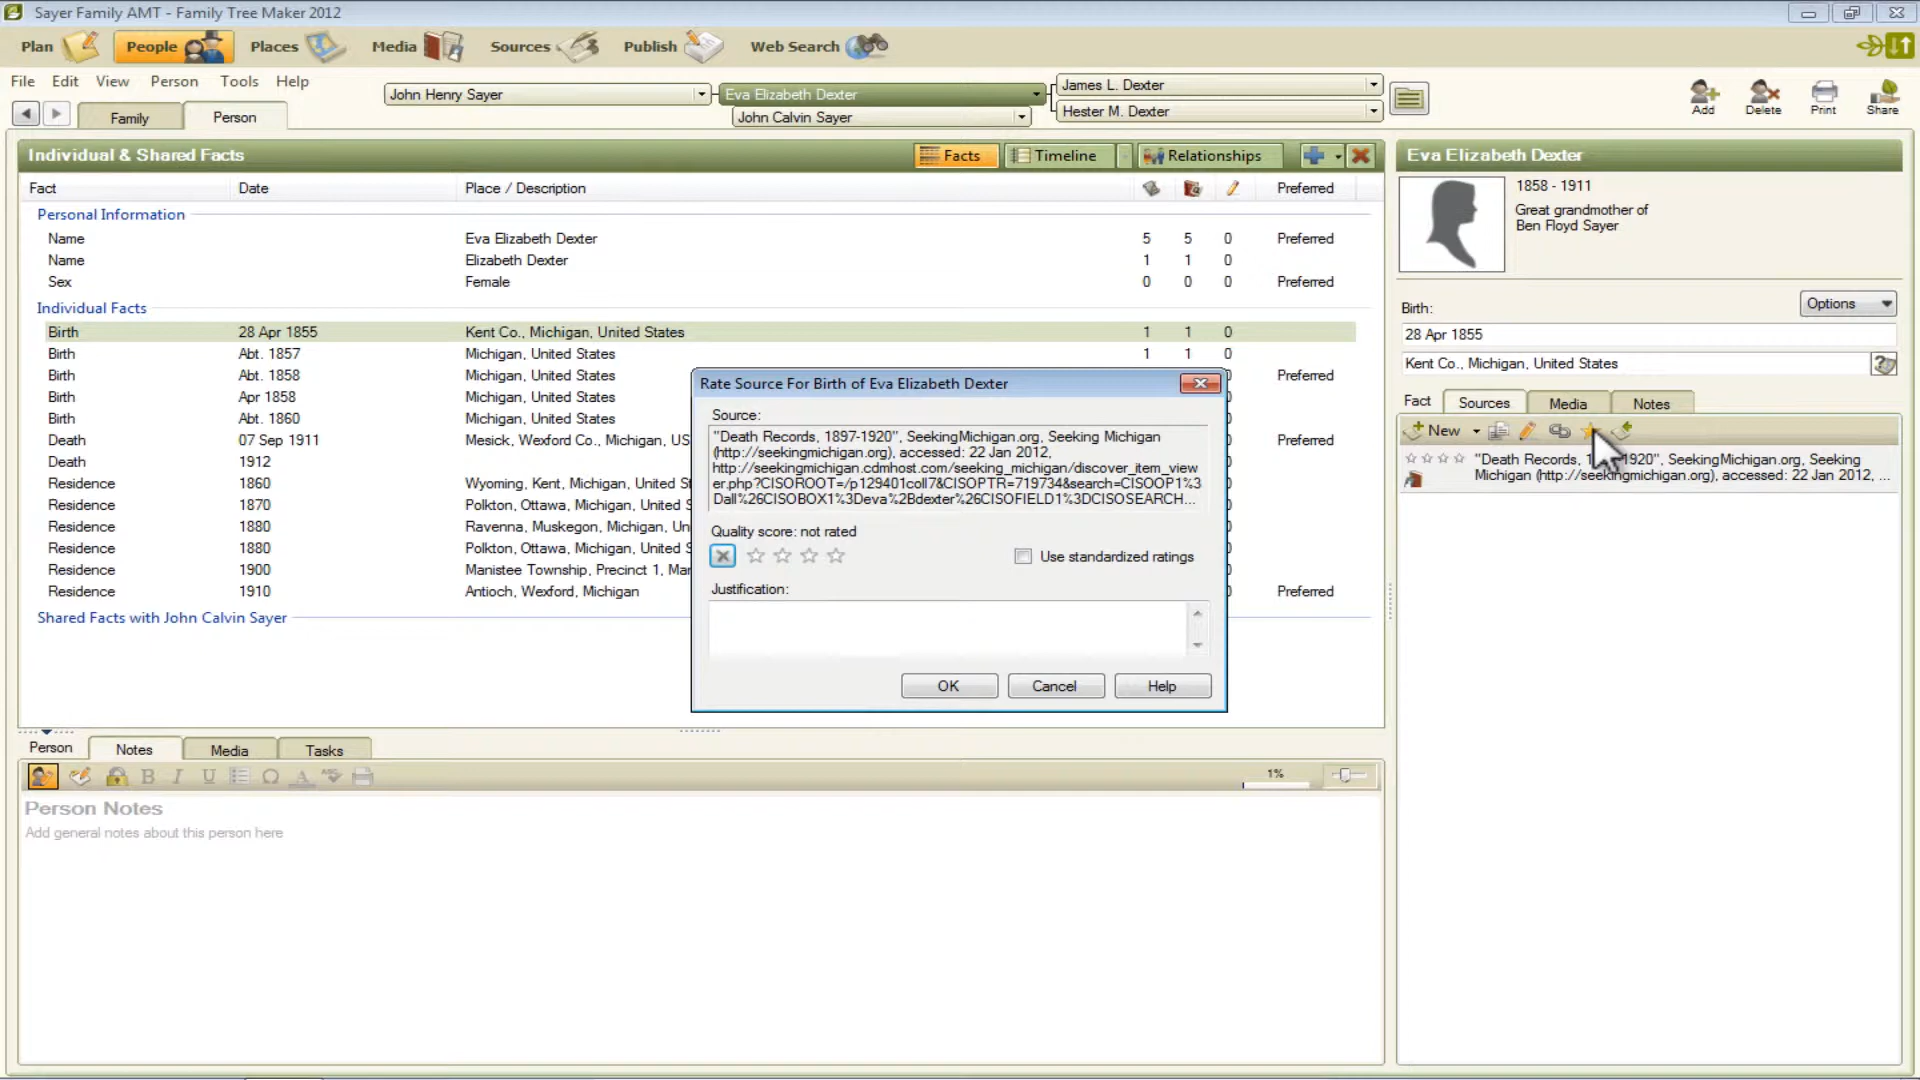 Sayer Family AMT - Family Tree Maker 2012
Plan People Places Media Sources Publish Web Search
File Edit View Person Tools Help
John Henry Sayer
Eva Elizabeth Dexter
John Calvin Sayer
James L. Dexter
Hester M. Dexter
Add Delete Print Share
Family Person
Individual & Shared Facts
Facts Timeline Relationships
Fact Date Place / Description Preferred
Personal Information
Name Eva Elizabeth Dexter 5 5 0 Preferred
Name Elizabeth Dexter 1 1 0
Sex Female 0 0 0 Preferred
Individual Facts
Birth 28 Apr 1855 Kent Co., Michigan, United States 1 1 0
Birth Abt. 1857 Michigan, United States 1 1 0
Birth Abt. 1858 Michigan, United States Preferred
Birth Apr 1858 Michigan, United States
Birth Abt. 1860 Michigan, United States
Death 07 Sep 1911 Mesick, Wexford Co., Michigan, US Preferred
Death 1912
Residence 1860 Wyoming, Kent, Michigan, United S
Residence 1870 Polkton, Ottawa, Michigan, United S
Residence 1880 Ravenna, Muskegon, Michigan, Un
Residence 1880 Polkton, Ottawa, Michigan, United S
Residence 1900 Manistee Township, Precinct 1, Mar
Residence 1910 Antioch, Wexford, Michigan Preferred
Shared Facts with John Calvin Sayer
Rate Source For Birth of Eva Elizabeth Dexter
Source:
"Death Records, 1897-1920", SeekingMichigan.org, Seeking Michigan
(http://seekingmichigan.org), accessed: 22 Jan 2012,
http://seekingmichigan.cdmhost.com/seeking_michigan/discover_item_view
er.php?CISOROOT=/p129401coll7&CISOPTR=719734&search=CISOOP1%3
Dall%26CISOBOX1%3Deva%2Bdexter%26CISOFIELD1%3DCISOSEARCH...
Quality score: not rated
Use standardized ratings
Justification:
OK Cancel Help
Person Notes Media Tasks
B I U Ω A ABC
1%
Person Notes
Add general notes about this person here
Eva Elizabeth Dexter
1858 - 1911
Great grandmother of
Ben Floyd Sayer
Birth:
Options
28 Apr 1855
Kent Co., Michigan, United States
Fact Sources Media Notes
New
"Death Records, 1 920", SeekingMichigan.org, Seeking
Michigan (http://seekingmichigan.org), accessed: 22 Jan 2012, ...